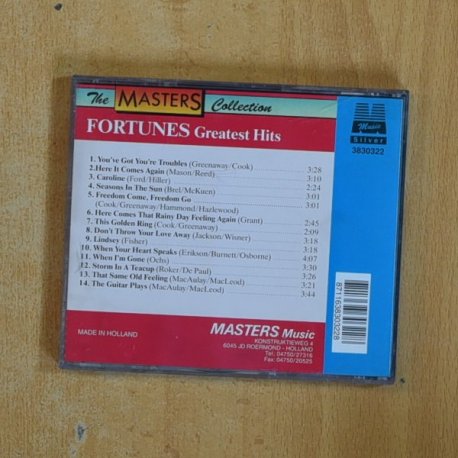 The MASTERS Collection
FORTUNES Greatest Hits
Music
Silver
3830322
1. You've Got You're Troubles (Greenaway/Cook) 3:28
2. Here It Comes Again (Mason/Reed) 3:10
3. Caroline (Ford/Hiller) 2:24
4. Seasons In The Sun (Brel/McKuen) 3:01
5. Freedom Come, Freedom Go
(Cook/Greenaway/Hammond/Hazlewood) 2:45
6. Here Comes That Rainy Day Feeling Again (Grant)
7. This Golden Ring (Cook/Greenaway) 2:09
8. Don't Throw Your Love Away (Jackson/Wisner) 3:18
9. Lindsey (Fisher) 3:18
10. When Your Heart Speaks (Erikson/Burnett/Osborne) 4:07
11. When I'm Gone (Ochs) 3:30
12. Storm In A Teacup (Roker/De Paul) 3:26
13. That Same Old Feeling (MacAulay/MacLeod) 3:21
14. The Guitar Plays (MacAulay/MacLeod) 3:44
MADE IN HOLLAND
MASTERS Music
KONSTRUKTIEWEG 4
6045 JD ROERMOND - HOLLAND
Tel.: 04750/27316
Fax: 04750/20525
8711638303228